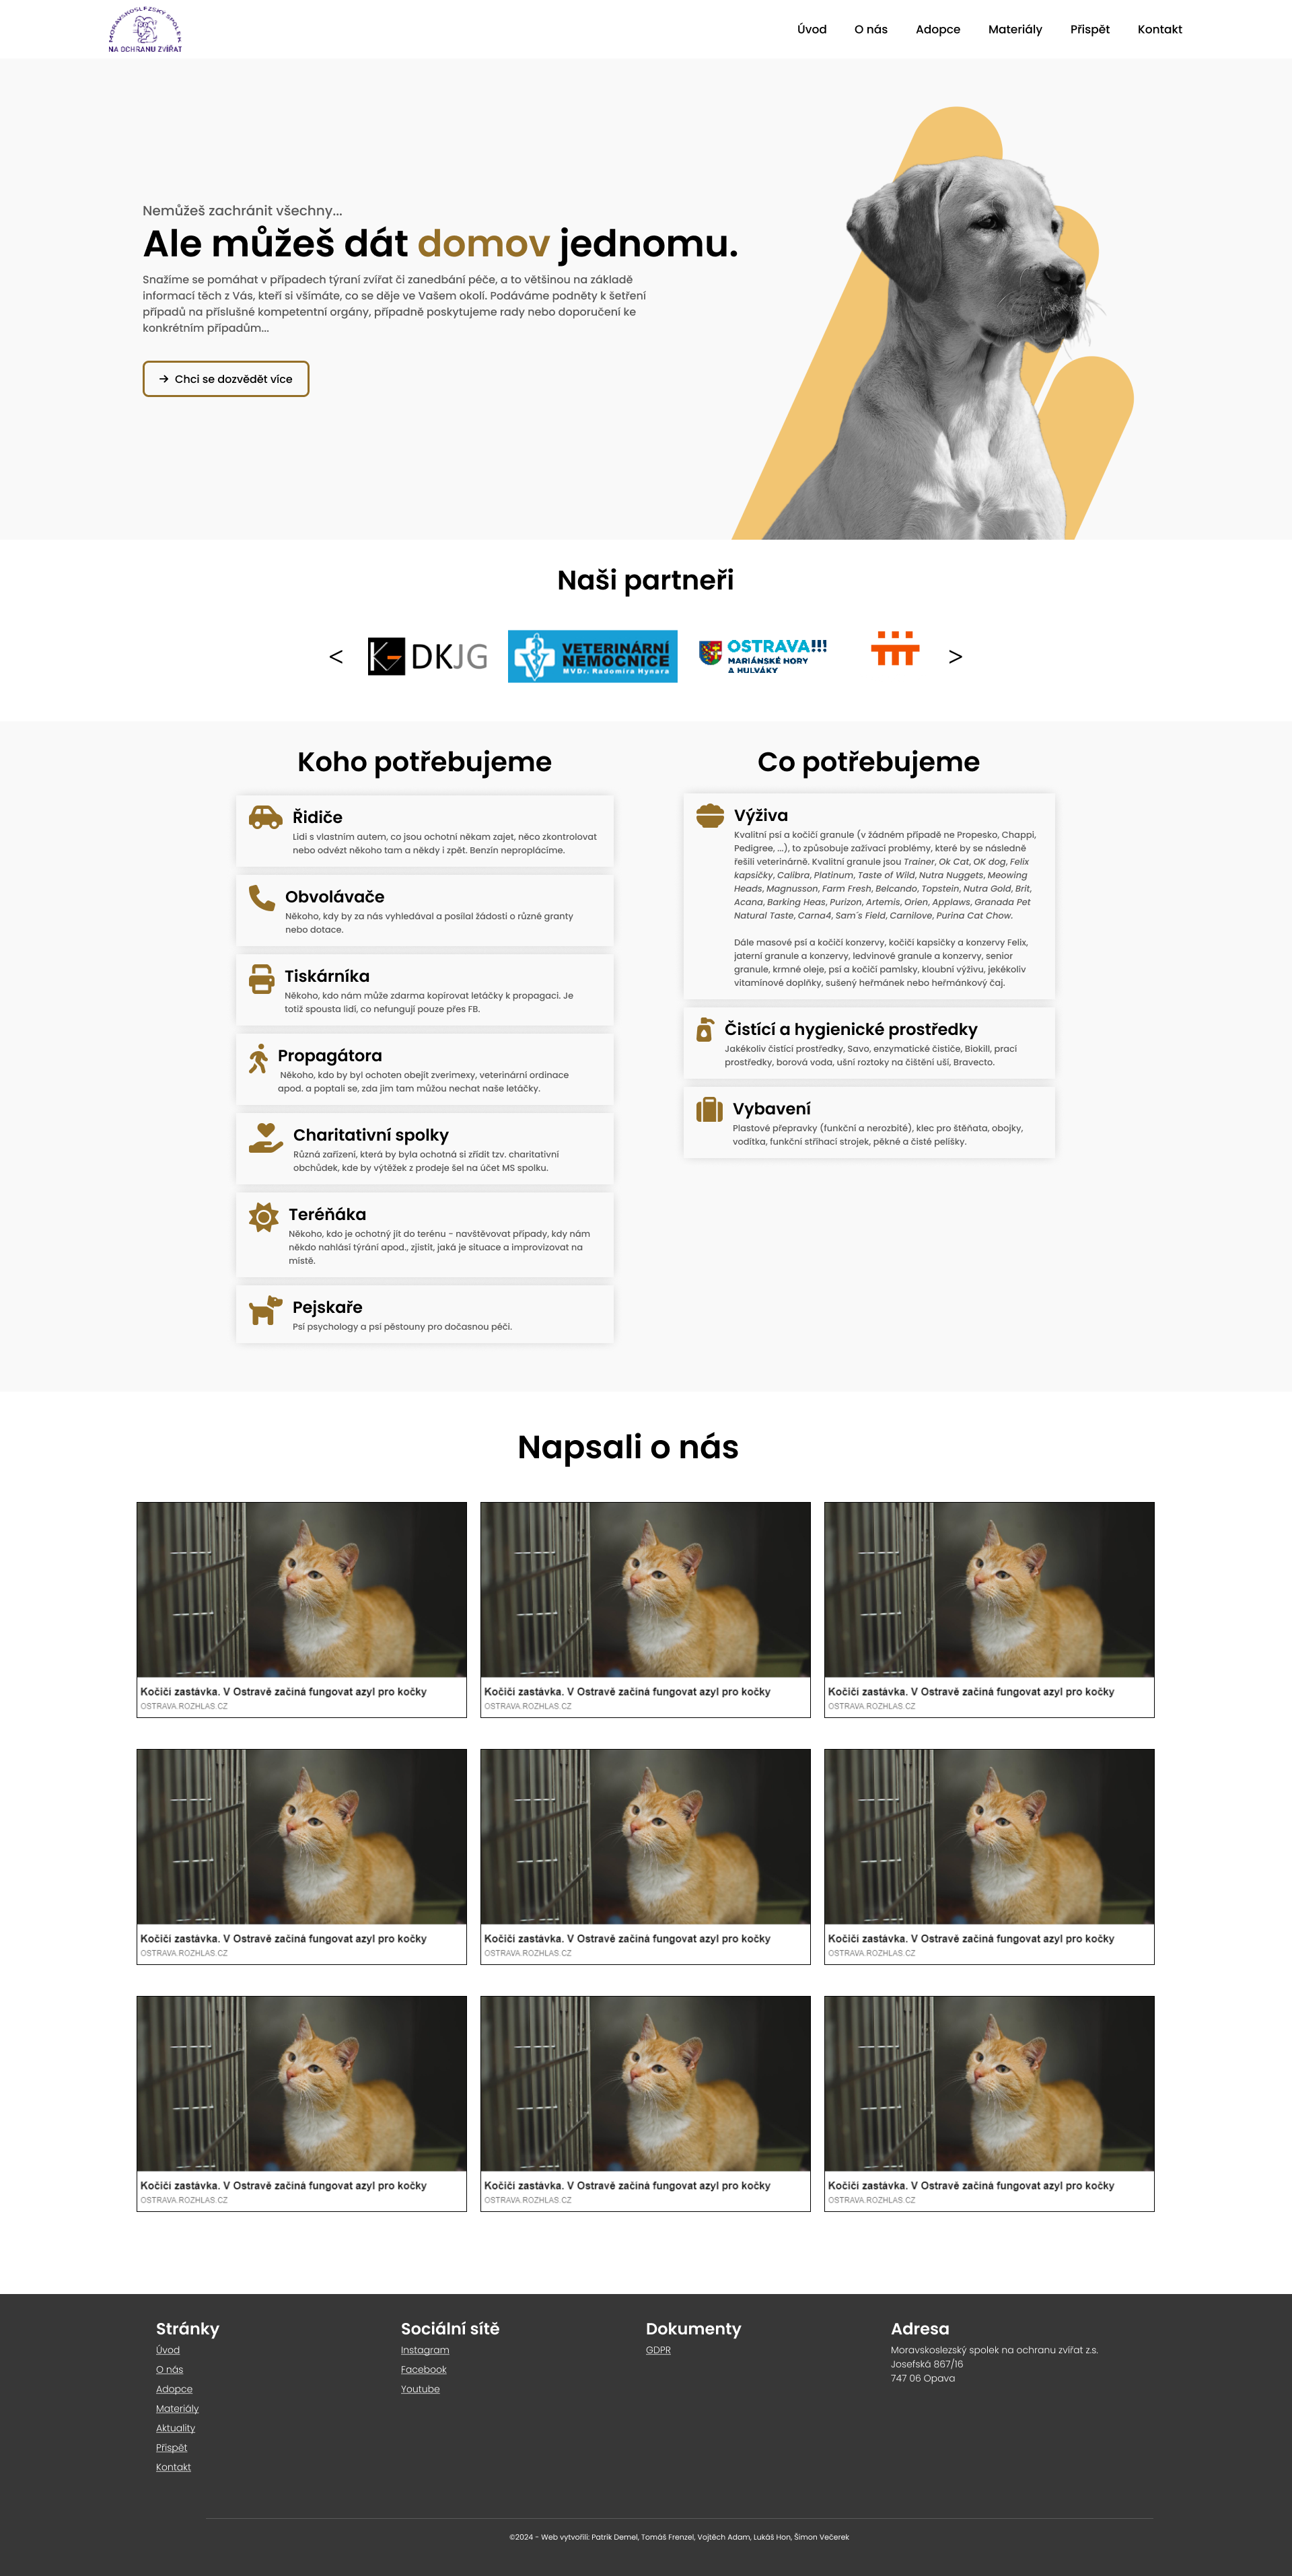 MORAVSKOSLEZSKÝ SPOLEK
NA OCHRANU ZVÍŘAT
Úvod
O nás
Adopce
Materiály
Přispět
Kontakt
Nemůžeš zachránit všechny...
Ale můžeš dát domov jednomu.
Snažíme se pomáhat v případech týraní zvířat či zanedbání péče, a to většinou na základě
informací těch z Vás, kteří si všímáte, co se děje ve Vašem okolí. Podáváme podněty k šetření
případů na příslušné kompetentní orgány, případně poskytujeme rady nebo doporučení ke
konkrétním případům...
→ Chci se dozvědět více
Naši partneři
<
K DKJG
VETERINÁRNÍ
NEMOCNICE
MVDr. Radomíra Hynara
OSTRAVA!!!
MARIÁNSKÉ HORY
A HULVÁKY
>
Koho potřebujeme
Řidiče
Lidi s vlastním autem, co jsou ochotní někam zajet, něco zkontrolovat
nebo odvézt někoho tam a někdy i zpět. Benzín neproplácíme.
Obvolávače
Někoho, kdy by za nás vyhledával a posílal žádosti o různé granty
nebo dotace.
Tiskárníka
Někoho, kdo nám může zdarma kopírovat letáčky k propagaci. Je
totiž spousta lidí, co nefungují pouze přes FB.
Propagátora
Někoho, kdo by byl ochoten obejít zverimexy, veterinární ordinace
apod. a poptali se, zda jim tam můžou nechat naše letáčky.
Charitativní spolky
Různá zařízení, která by byla ochotná si zřídit tzv. charitativní
obchůdek, kde by výtěžek z prodeje šel na účet MS spolku.
Teréňáka
Někoho, kdo je ochotný jít do terénu - navštěvovat případy, kdy nám
někdo nahlásí týrání apod., zjistit, jaká je situace a improvizovat na
místě.
Pejskaře
Psí psychology a psí pěstouny pro dočasnou péči.
Co potřebujeme
Výživa
Kvalitní psí a kočičí granule (v žádném případě ne Propesko, Chappi,
Pedigree, ...), to způsobuje zažívací problémy, které by se následně
řešili veterinárně. Kvalitní granule jsou Trainer, Ok Cat, OK dog, Felix
kapsičky, Calibra, Platinum, Taste of Wild, Nutra Nuggets, Meowing
Heads, Magnusson, Farm Fresh, Belcando, Topstein, Nutra Gold, Brit,
Acana, Barking Heas, Purizon, Artemis, Orien, Applaws, Granada Pet
Natural Taste, Carna4, Sam´s Field, Carnilove, Purina Cat Chow.
Dále masové psí a kočičí konzervy, kočičí kapsičky a konzervy Felix,
jaterní granule a konzervy, ledvinové granule a konzervy, senior
granule, krmné oleje, psí a kočičí pamlsky, kloubní výživu, jekékoliv
vitamínové doplňky, sušený heřmánek nebo heřmánkový čaj.
Čistící a hygienické prostředky
Jakékoliv čistící prostředky, Savo, enzymatické čističe, Biokill, prací
prostředky, borová voda, ušní roztoky na čištění uší, Bravecto.
Vybavení
Plastové přepravky (funkční a nerozbité), klec pro štěňata, obojky,
vodítka, funkční stříhací strojek, pěkné a čisté pelíšky.
Napsali o nás
Kočičí zastávka. V Ostravě začíná fungovat azyl pro kočky
OSTRAVA.ROZHLAS.CZ
Kočičí zastávka. V Ostravě začíná fungovat azyl pro kočky
OSTRAVA.ROZHLAS.CZ
Kočičí zastávka. V Ostravě začíná fungovat azyl pro kočky
OSTRAVA.ROZHLAS.CZ
Kočičí zastávka. V Ostravě začíná fungovat azyl pro kočky
OSTRAVA.ROZHLAS.CZ
Kočičí zastávka. V Ostravě začíná fungovat azyl pro kočky
OSTRAVA.ROZHLAS.CZ
Kočičí zastávka. V Ostravě začíná fungovat azyl pro kočky
OSTRAVA.ROZHLAS.CZ
Kočičí zastávka. V Ostravě začíná fungovat azyl pro kočky
OSTRAVA.ROZHLAS.CZ
Kočičí zastávka. V Ostravě začíná fungovat azyl pro kočky
OSTRAVA.ROZHLAS.CZ
Kočičí zastávka. V Ostravě začíná fungovat azyl pro kočky
OSTRAVA.ROZHLAS.CZ
Stránky
Úvod
O nás
Adopce
Materiály
Aktuality
Přispět
Kontakt
Sociální sítě
Instagram
Facebook
Youtube
Dokumenty
GDPR
Adresa
Moravskoslezský spolek na ochranu zvířat z.s.
Josefská 867/16
747 06 Opava
©2024 - Web vytvořili: Patrik Demel, Tomáš Frenzel, Vojtěch Adam, Lukáš Hon, Šimon Večerek